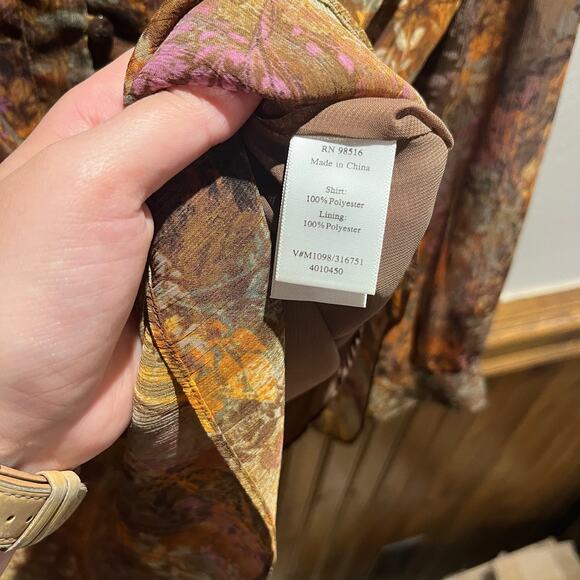 RN 98516
Made in China
Shirt:
100% Polyester
Lining:
100% Polyester
V#M1098/316751
4010450